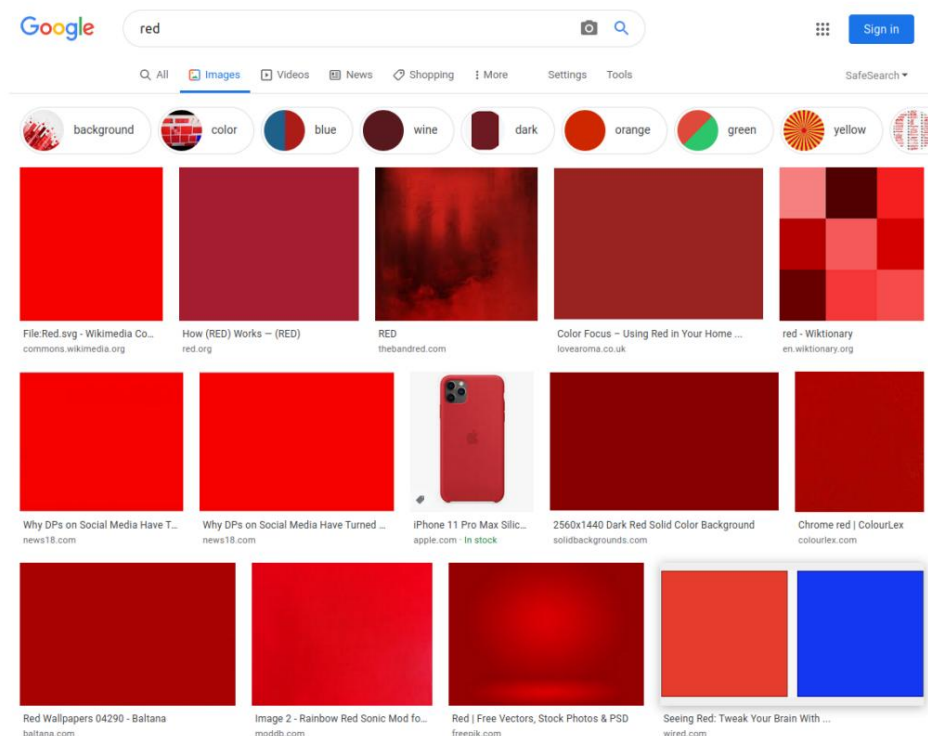 Google
red
Sign in
All Images Videos News Shopping More Settings Tools SafeSearch
background color blue wine dark orange green yellow
File:Red.svg - Wikimedia Co...
commons.wikimedia.org
How (RED) Works — (RED)
red.org
RED
thebandred.com
Color Focus – Using Red in Your Home ...
lovearoma.co.uk
red - Wiktionary
en.wiktionary.org
Why DPs on Social Media Have T...
news18.com
Why DPs on Social Media Have Turned ...
news18.com
iPhone 11 Pro Max Silic...
apple.com · In stock
2560x1440 Dark Red Solid Color Background
solidbackgrounds.com
Chrome red | ColourLex
colourlex.com
Red Wallpapers 04290 - Baltana
baltana.com
Image 2 - Rainbow Red Sonic Mod fo...
moddb.com
Red | Free Vectors, Stock Photos & PSD
freepik.com
Seeing Red: Tweak Your Brain With ...
wired.com